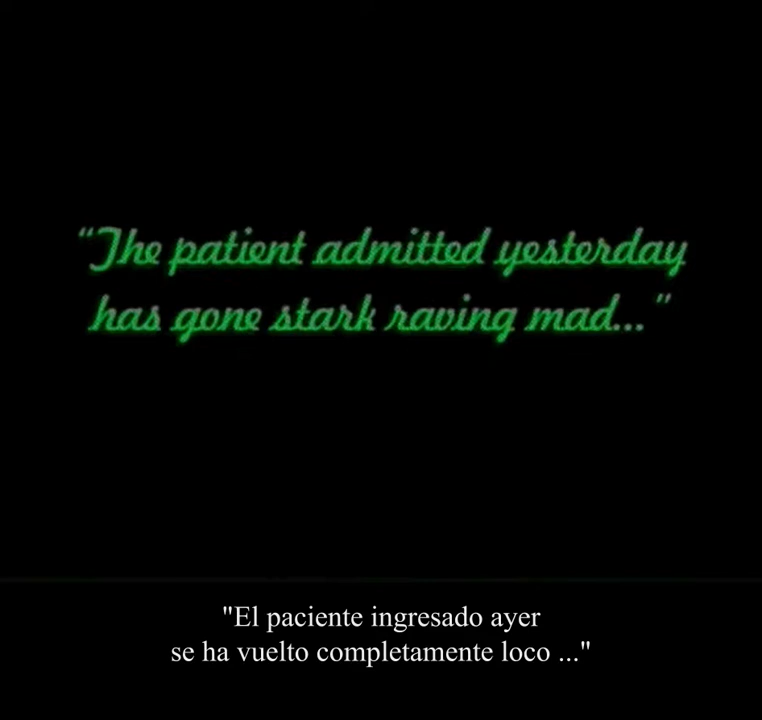 "The patient admitted yesterday
has gone stark raving mad..."
"El paciente ingresado ayer
se ha vuelto completamente loco ..."